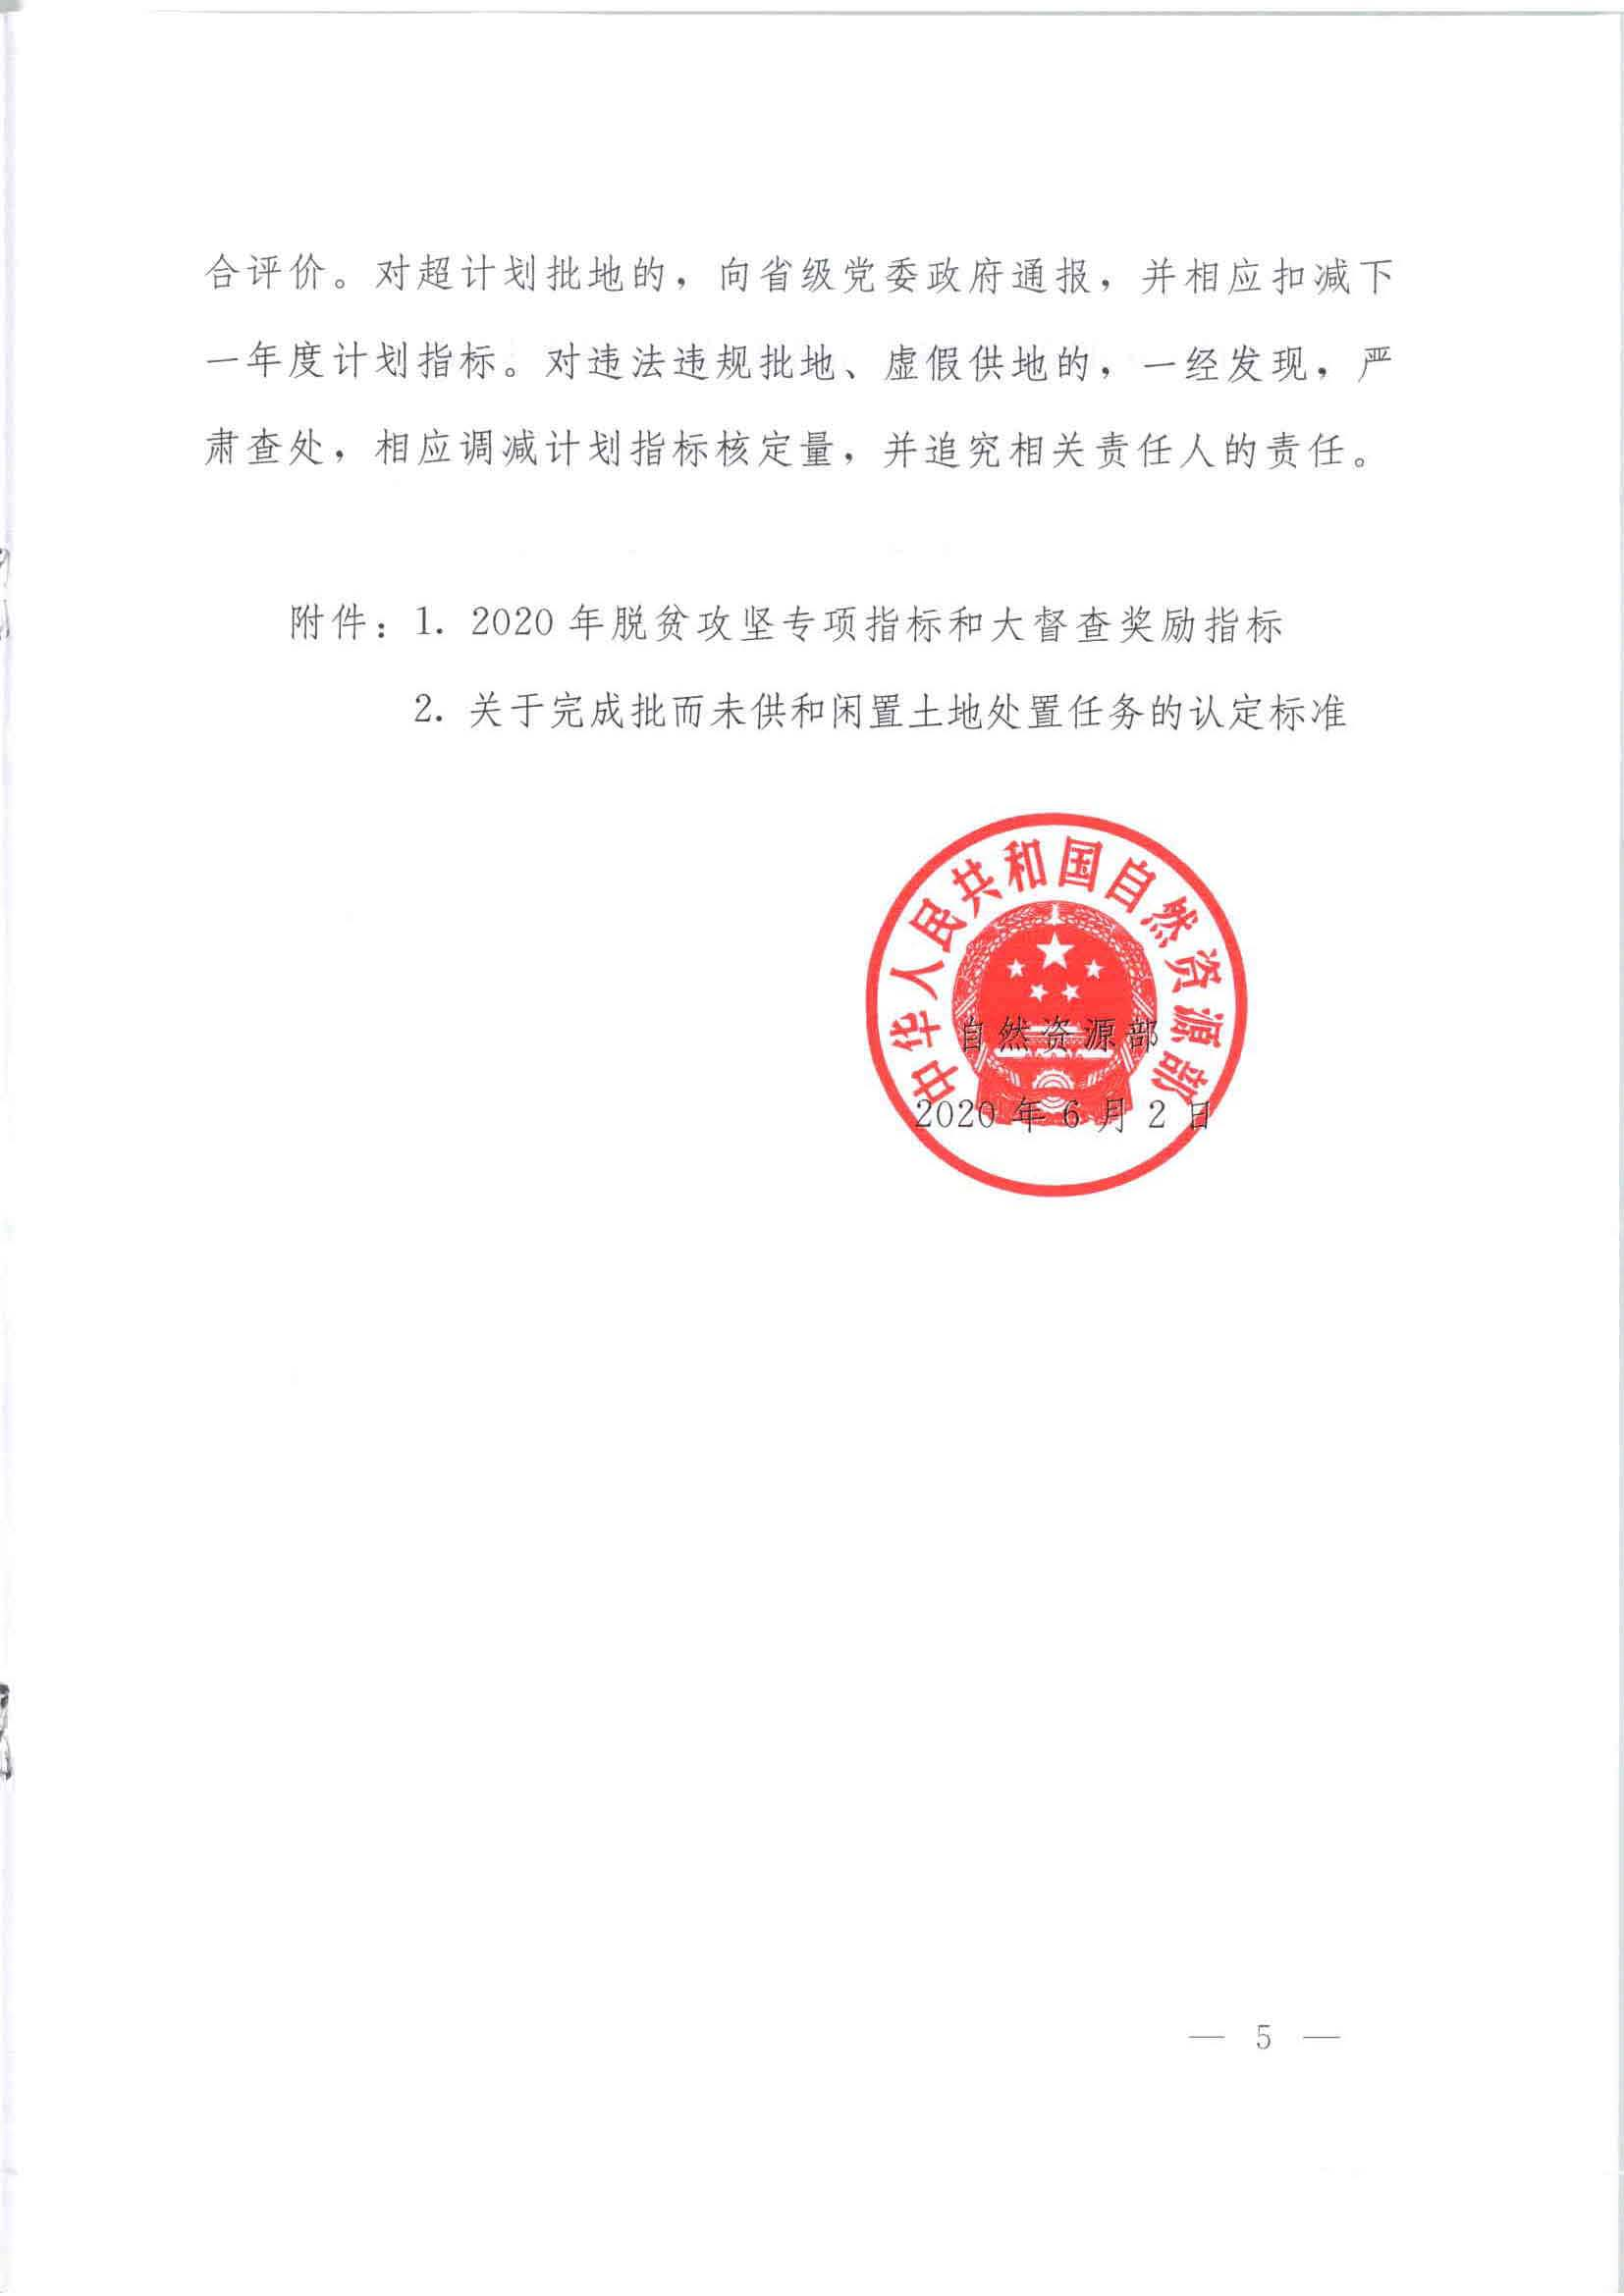 合评价。对超计划批地的，向省级党委政府通报，并相应扣减下
一年度计划指标。对违法违规批地、虚假供地的，一经发现，严
肃查处，相应调减计划指标核定量，并追究相关责任人的责任。
附件：1. 2020年脱贫攻坚专项指标和大督查奖励指标
2. 关于完成批而未供和闲置土地处置任务的认定标准
中华人民共和国自然资源部
自然资源部
2020年6月2日
— 5 —